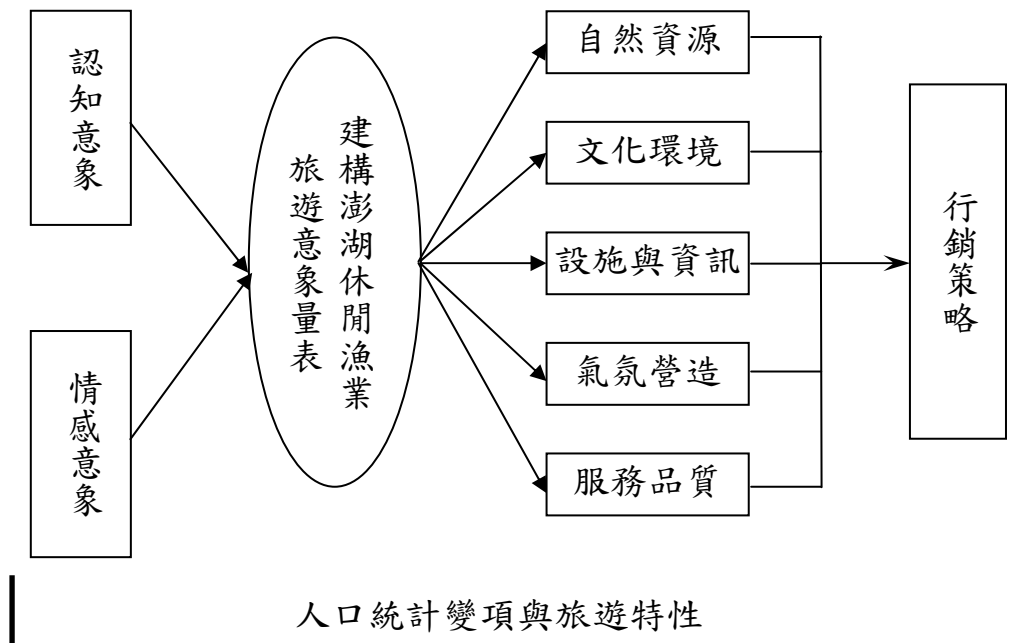 認知意象
情感意象
建構澎湖休閒漁業
旅遊意象量表
自然資源
文化環境
設施與資訊
氣氛營造
服務品質
行銷策略
人口統計變項與旅遊特性